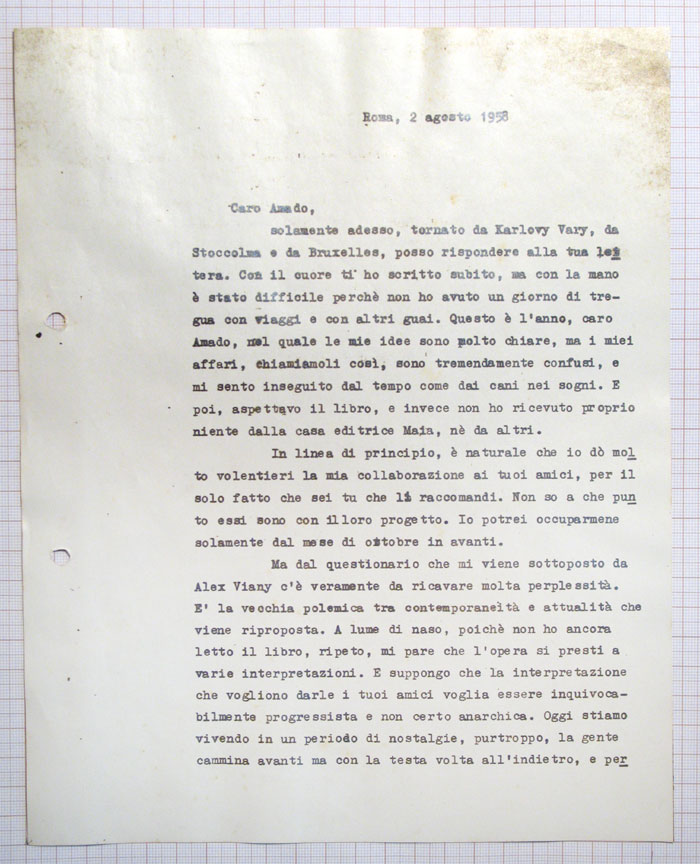 Roma, 2 agosto 1958
Caro Amado,
solamente adesso, tornato da Karlovy Vary, da
Stoccolma e da Bruxelles, posso rispondere alla tua let
tera. Con il cuore ti ho scritto subito, ma con la mano
è stato difficile perchè non ho avuto un giorno di tre-
gua con viaggi e con altri guai. Questo è l'anno, caro
Amado, nel quale le mie idee sono molto chiare, ma i miei
affari, chiamiamoli così, sono tremendamente confusi, e
mi sento inseguito dal tempo come dai cani nei sogni. E
poi, aspettavo il libro, e invece non ho ricevuto proprio
niente dalla casa editrice Maia, nè da altri.
In linea di principio, è naturale che io dò mol
to volentieri la mia collaborazione ai tuoi amici, per il
solo fatto che sei tu che li raccomandi. Non so a che pun
to essi sono con illoro progetto. Io potrei occuparmene
solamente dal mese di ottobre in avanti.
Ma dal questionario che mi viene sottoposto da
Alex Viany c'è veramente da ricavare molta perplessità.
E' la vecchia polemica tra contemporaneità e attualità che
viene riproposta. A lume di naso, poichè non ho ancora
letto il libro, ripeto, mi pare che l'opera si presti a
varie interpretazioni. E suppongo che la interpretazione
che vogliono darle i tuoi amici voglia essere inquivoca-
bilmente progressista e non certo anarchica. Oggi stiamo
vivendo in un periodo di nostalgie, purtroppo, la gente
cammina avanti ma con la testa volta all'indietro, e per